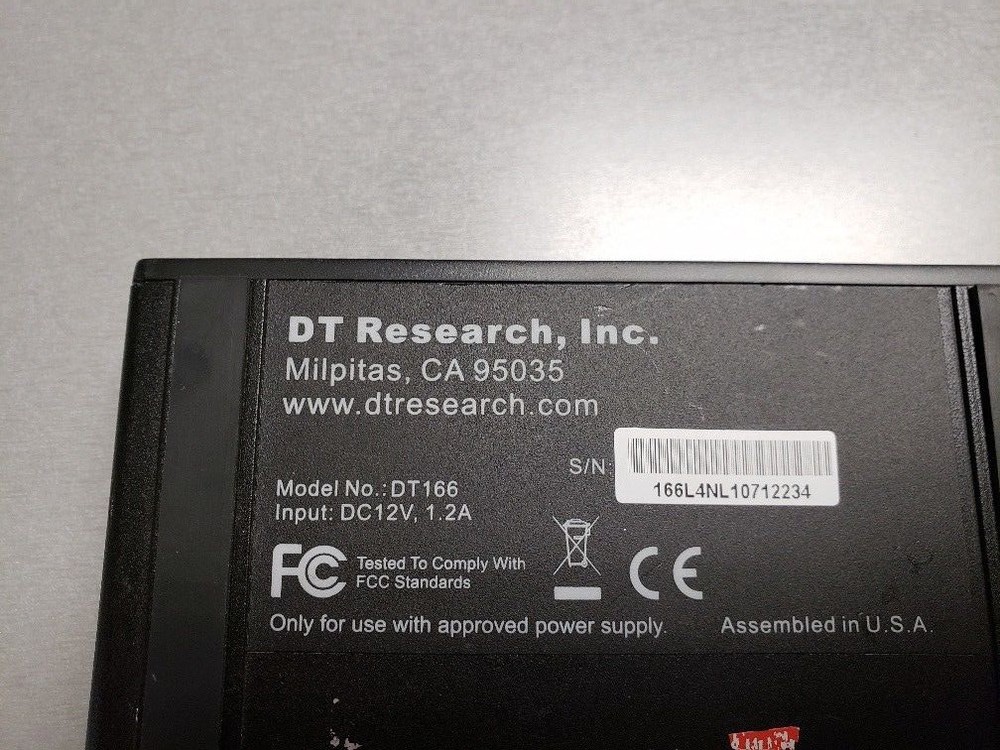 DT Research, Inc.
Milpitas, CA 95035
www.dtresearch.com
S/N:
166L4NL10712234
Model No.: DT166
Input: DC12V, 1.2A
FC Tested To Comply With
FCC Standards
CE
Only for use with approved power supply.
Assembled in U.S.A.